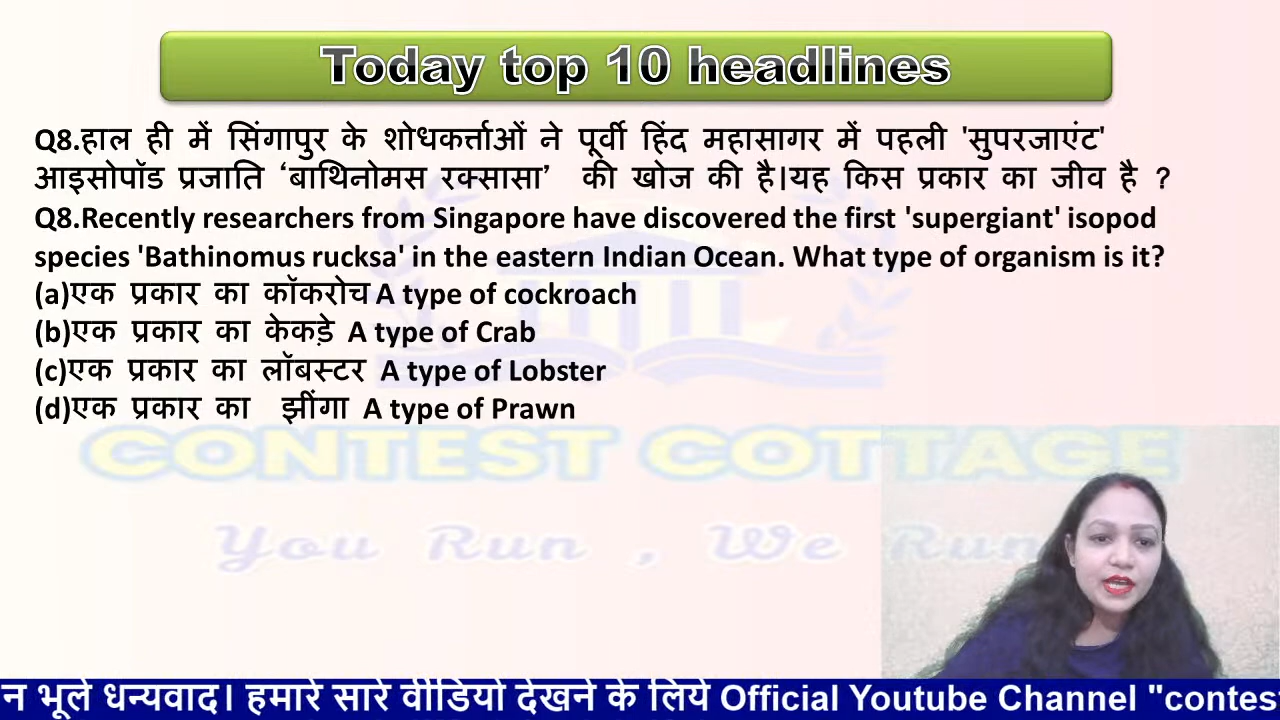 Today top 10 headlines
Q8.हाल ही में सिंगापुर के शोधकर्त्ताओं ने पूर्वी हिंद महासागर में पहली 'सुपरजाएंट'
आइसोपॉड प्रजाति ‘बाथिनोमस रक्सासा’ की खोज की है।यह किस प्रकार का जीव है ?
Q8.Recently researchers from Singapore have discovered the first 'supergiant' isopod
species 'Bathinomus rucksa' in the eastern Indian Ocean. What type of organism is it?
(a)एक प्रकार का कॉकरोच A type of cockroach
(b)एक प्रकार का केकड़े A type of Crab
(c)एक प्रकार का लॉबस्टर A type of Lobster
(d)एक प्रकार का झींगा A type of Prawn
CONTEST COTTAGE
You Run , We Run
न भूले धन्यवाद। हमारे सारे वीडियो देखने के लिये Official Youtube Channel "contes